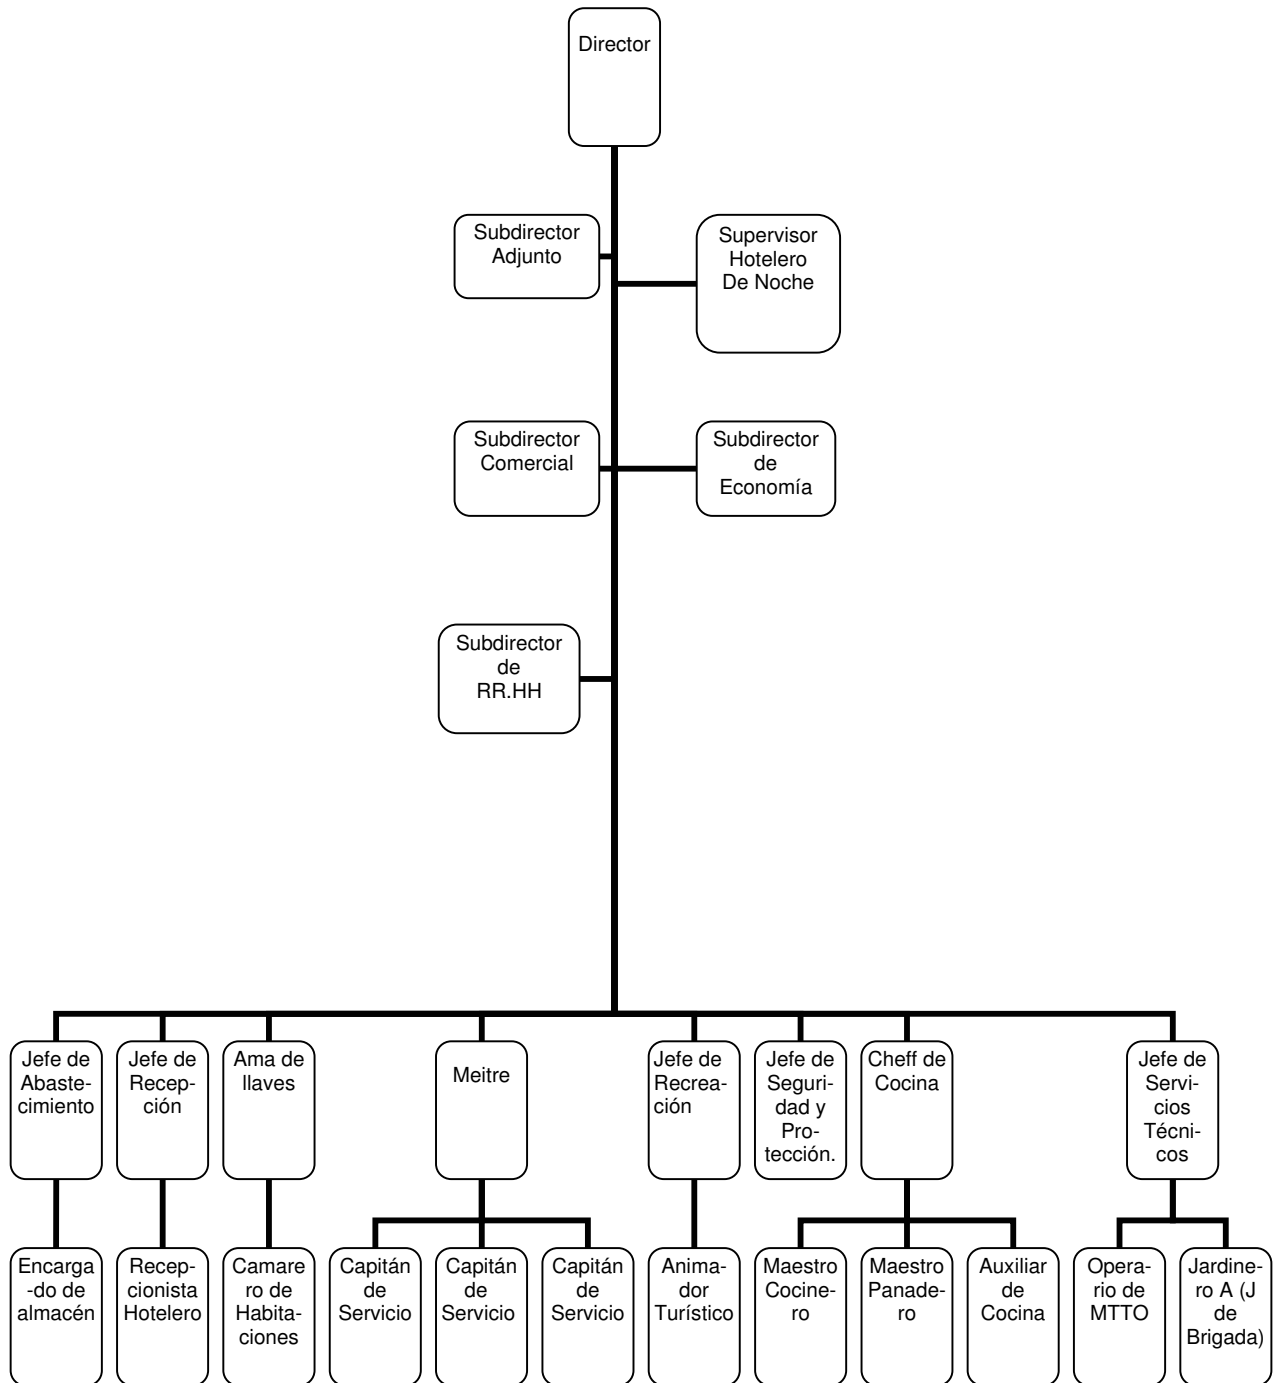 Director
Subdirector
Adjunto
Supervisor
Hotelero
De Noche
Subdirector
Comercial
Subdirector
de
Economía
Subdirector
de
RR.HH
Jefe de
Abaste-
cimiento
Jefe de
Recep-
ción
Ama de
llaves
Meitre
Jefe de
Recrea-
ción
Jefe de
Seguri-
dad y
Pro-
tección.
Cheff de
Cocina
Jefe de
Servi-
cios
Técni-
cos
Encarga
-do de
almacén
Recep-
cionista
Hotelero
Camare
ro de
Habita-
ciones
Capitán
de
Servicio
Capitán
de
Servicio
Capitán
de
Servicio
Anima-
dor
Turístico
Maestro
Cocine-
ro
Maestro
Panade-
ro
Auxiliar
de
Cocina
Opera-
rio de
MTTO
Jardine-
ro A (J
de
Brigada)